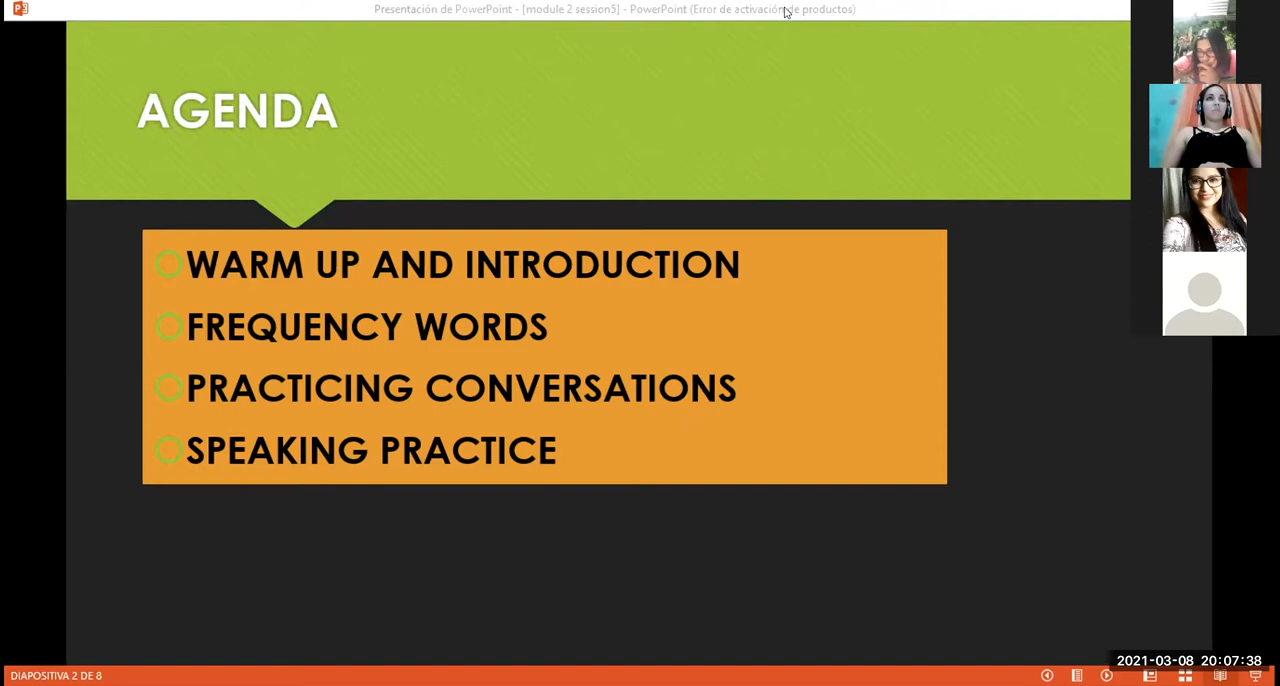 Presentación de PowerPoint - [module 2 session5] - PowerPoint (Error de activación de productos)
AGENDA
WARM UP AND INTRODUCTION
FREQUENCY WORDS
PRACTICING CONVERSATIONS
SPEAKING PRACTICE
2021-03-08 20:07:38
DIAPOSITIVA 2 DE 8